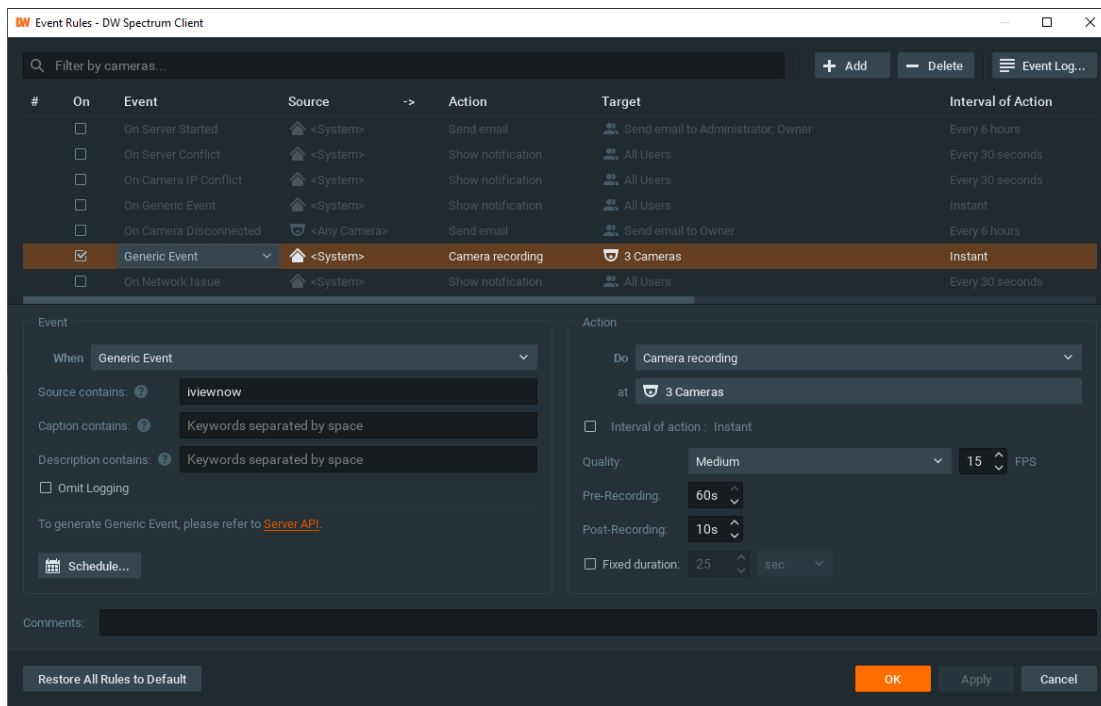 DW Event Rules - DW Spectrum Client
Filter by cameras...
+ Add
Delete
Event Log...
# On Event Source -> Action Target Interval of Action
On Server Started <System> Send email Send email to Administrator; Owner Every 6 hours
On Server Conflict <System> Show notification All Users Every 30 seconds
On Camera IP Conflict <System> Show notification All Users Every 30 seconds
On Generic Event <System> Show notification All Users Instant
On Camera Disconnected <Any Camera> Send email Send email to Owner Every 6 hours
Generic Event <System> Camera recording 3 Cameras Instant
On Network Issue <System> Show notification All Users Every 30 seconds
Event
When Generic Event
Source contains: ? iviewnow
Caption contains: ? Keywords separated by space
Description contains: ? Keywords separated by space
Omit Logging
To generate Generic Event, please refer to Server API.
Schedule...
Action
Do Camera recording
at 3 Cameras
Interval of action : Instant
Quality: Medium 15 FPS
Pre-Recording: 60s
Post-Recording: 10s
Fixed duration: 25 sec
Comments:
Restore All Rules to Default
OK
Apply
Cancel